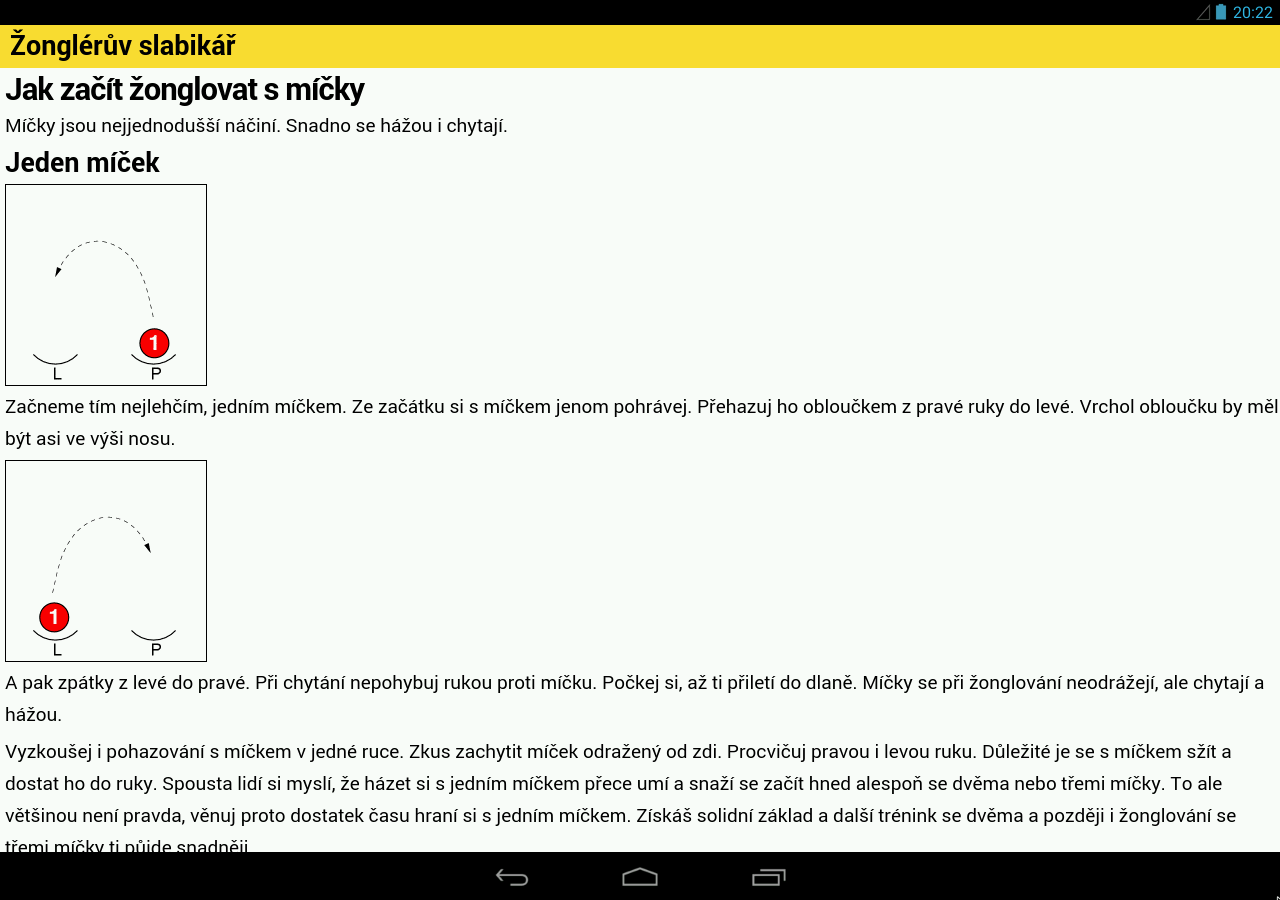 20:22
Žonglérův slabikář
Jak začít žonglovat s míčky
Míčky jsou nejjednodušší náčiní. Snadno se hážou i chytají.
Jeden míček
1
L P
Začneme tím nejlehčím, jedním míčkem. Ze začátku si s míčkem jenom pohrávej. Přehazuj ho obloučkem z pravé ruky do levé. Vrchol obloučku by měl
být asi ve výši nosu.
1
L P
A pak zpátky z levé do pravé. Při chytání nepohybuj rukou proti míčku. Počkej si, až ti přiletí do dlaně. Míčky se při žonglování neodrážejí, ale chytají a
hážou.
Vyzkoušej i pohazování s míčkem v jedné ruce. Zkus zachytit míček odražený od zdi. Procvičuj pravou i levou ruku. Důležité je se s míčkem sžít a
dostat ho do ruky. Spousta lidí si myslí, že házet si s jedním míčkem přece umí a snaží se začít hned alespoň se dvěma nebo třemi míčky. To ale
většinou není pravda, věnuj proto dostatek času hraní si s jedním míčkem. Získáš solidní základ a další trénink se dvěma a později i žonglování se
třemi míčky ti půjde snadněji